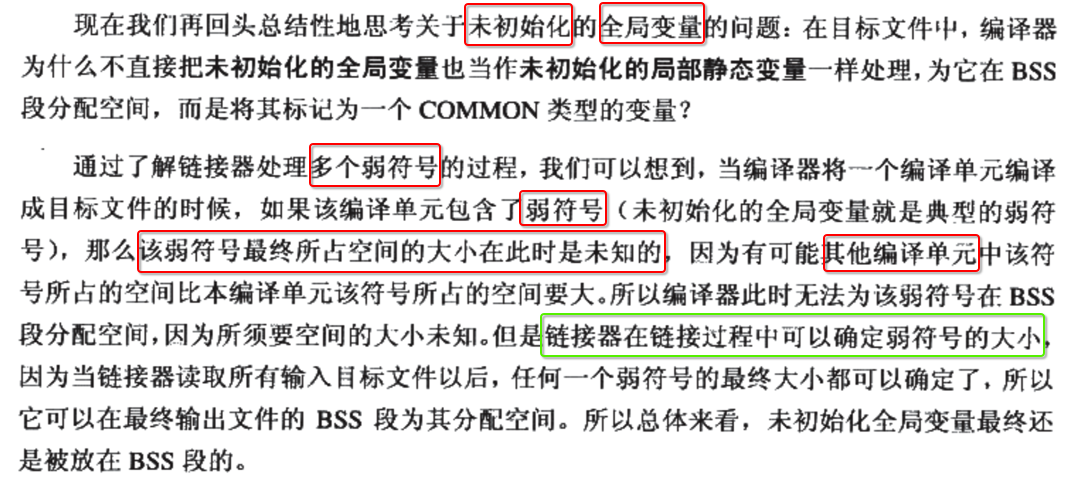 现在我们再回头总结性地思考关于未初始化的全局变量的问题：在目标文件中，编译器
为什么不直接把未初始化的全局变量也当作未初始化的局部静态变量一样处理，为它在 BSS
段分配空间，而是将其标记为一个 COMMON 类型的变量？
通过了解链接器处理多个弱符号的过程，我们可以想到，当编译器将一个编译单元编译
成目标文件的时候，如果该编译单元包含了弱符号（未初始化的全局变量就是典型的弱符
号），那么该弱符号最终所占空间的大小在此时是未知的，因为有可能其他编译单元中该符
号所占的空间比本编译单元该符号所占的空间要大。所以编译器此时无法为该弱符号在 BSS
段分配空间，因为所须要空间的大小未知。但是链接器在链接过程中可以确定弱符号的大小，
因为当链接器读取所有输入目标文件以后，任何一个弱符号的最终大小都可以确定了，所以
它可以在最终输出文件的 BSS 段为其分配空间。所以总体来看，未初始化全局变量最终还
是被放在 BSS 段的。